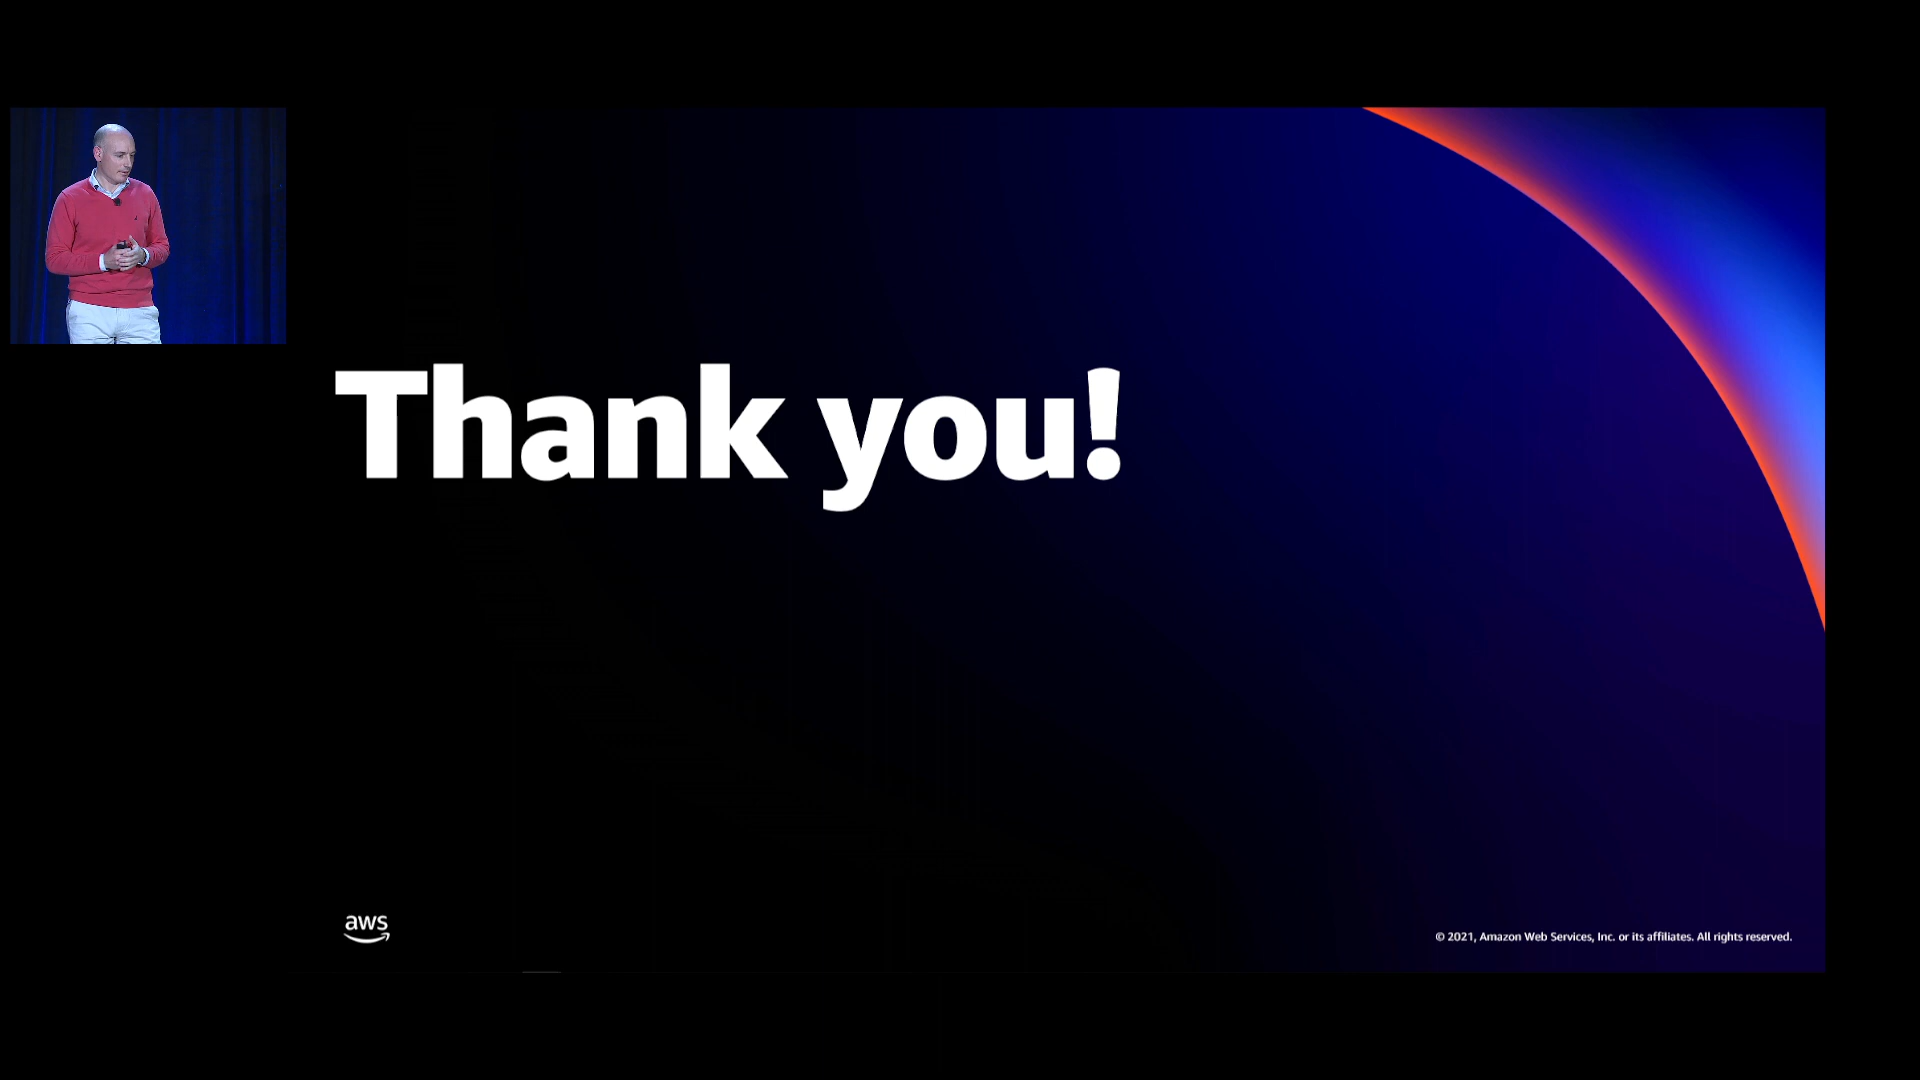 Thank you!
aws
© 2021, Amazon Web Services, Inc. or its affiliates. All rights reserved.